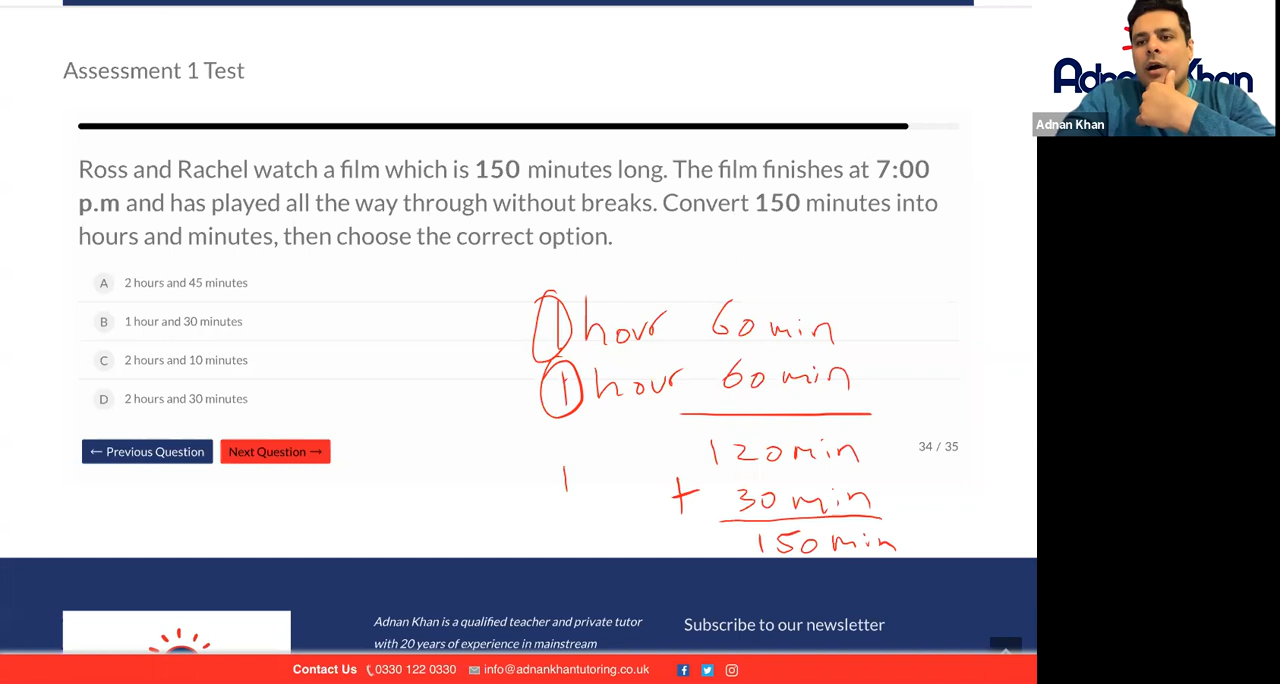 Assessment 1 Test
Ross and Rachel watch a film which is 150 minutes long. The film finishes at 7:00
p.m and has played all the way through without breaks. Convert 150 minutes into
hours and minutes, then choose the correct option.
A 2 hours and 45 minutes
B 1 hour and 30 minutes
C 2 hours and 10 minutes
D 2 hours and 30 minutes
← Previous Question
Next Question →
34 / 35
1 hour 60 min
1 hour 60 min
120 min
+ 30 min
150 min
1
Adnan Khan is a qualified teacher and private tutor
with 20 years of experience in mainstream
Subscribe to our newsletter
Contact Us 0330 122 0330 info@adnankhantutoring.co.uk
Adnan Khan
Adnan Khan